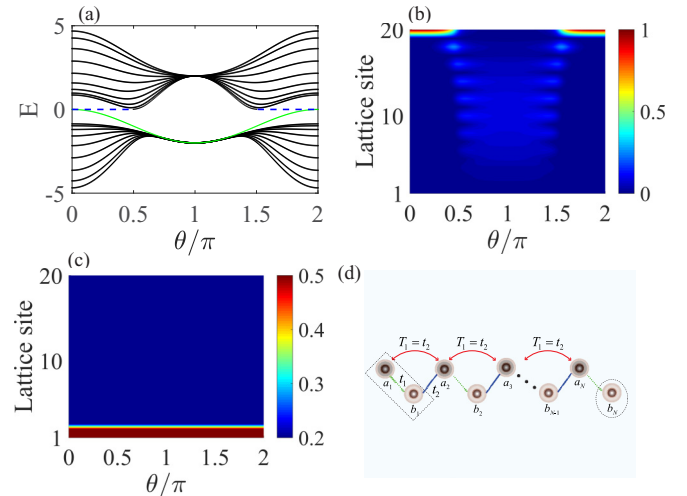 (a)
5
0
-5
E
0
0.5
1
1.5
2
θ/π
(b)
20
10
1
Lattice site
0
0.5
1
1.5
2
θ/π
1
0.5
0
(c)
20
10
1
Lattice site
0
0.5
1
1.5
2
θ/π
0.5
0.4
0.3
0.2
(d)
T₁ = t₂ T₁ = t₂ T₁ = t₂
a₁ t₁ t₂ a₂ a₃ a_N
b₁ b₂ b_{N-1} b_N